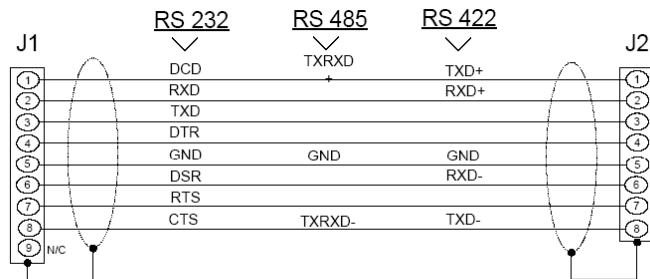 RS 232 RS 485 RS 422
J1 J2
DCD TXRXD + TXD+
1 1
RXD RXD+
2 2
TXD
3 3
DTR
4 4
GND GND GND
5 5
DSR RXD-
6 6
RTS
7 7
CTS TXRXD- TXD-
8 8
9 N/C